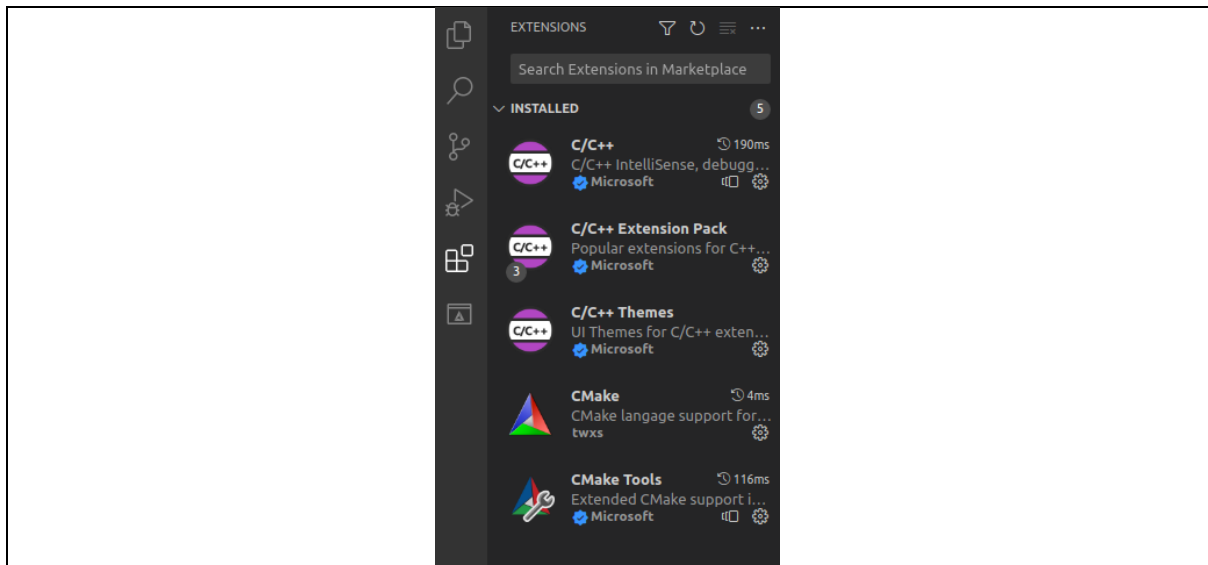 EXTENSIONS
Search Extensions in Marketplace
INSTALLED 5
C/C++ 190ms
C/C++
C/C++ IntelliSense, debugg...
Microsoft
C/C++ Extension Pack
C/C++
Popular extensions for C++...
3 Microsoft
C/C++ Themes
C/C++
UI Themes for C/C++ exten...
Microsoft
CMake 4ms
CMake langage support for...
twxs
CMake Tools 116ms
Extended CMake support i...
Microsoft